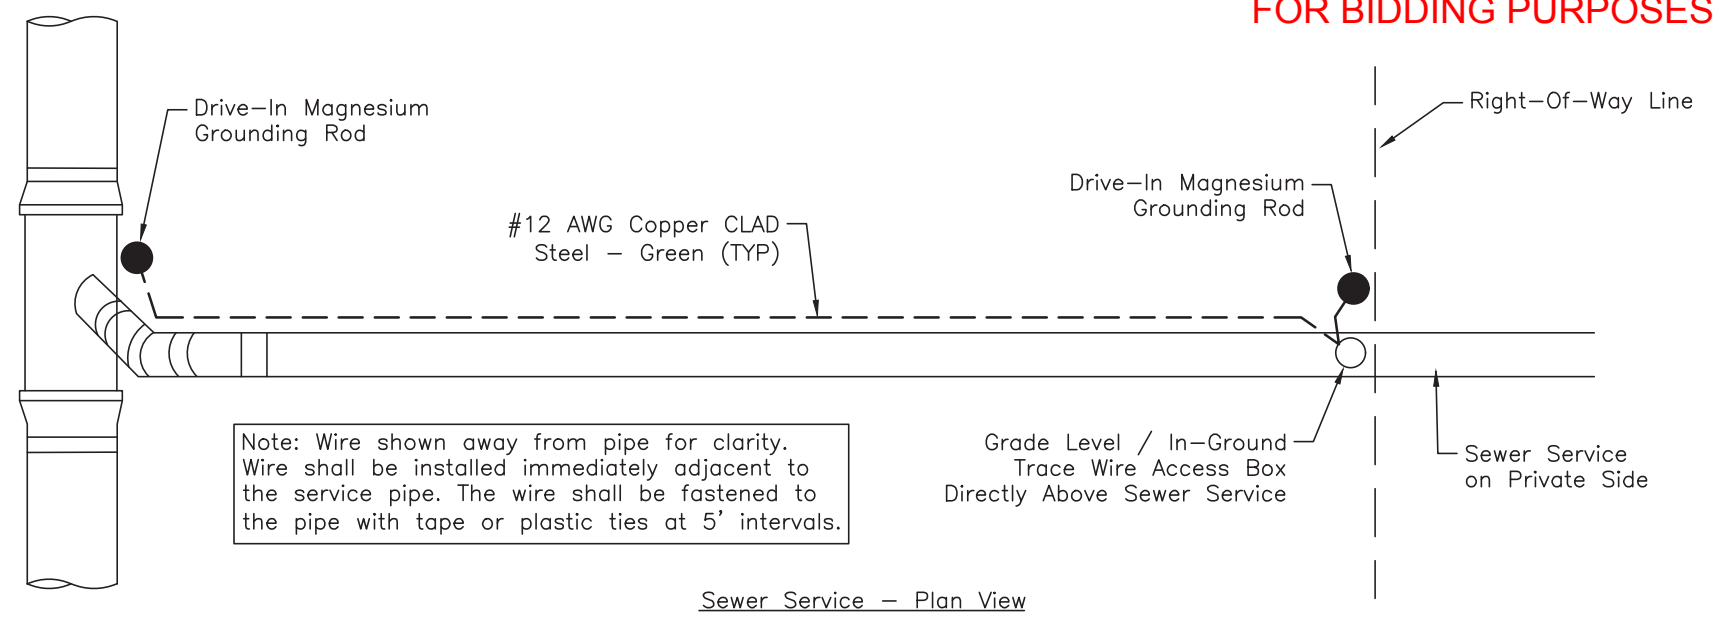 FOR BIDDING PURPOSES
Drive-In Magnesium
Grounding Rod
Right-Of-Way Line
Drive-In Magnesium
Grounding Rod
#12 AWG Copper CLAD
Steel - Green (TYP)
Note: Wire shown away from pipe for clarity.
Wire shall be installed immediately adjacent to
the service pipe. The wire shall be fastened to
the pipe with tape or plastic ties at 5' intervals.
Grade Level / In-Ground
Trace Wire Access Box
Directly Above Sewer Service
Sewer Service
on Private Side
Sewer Service - Plan View